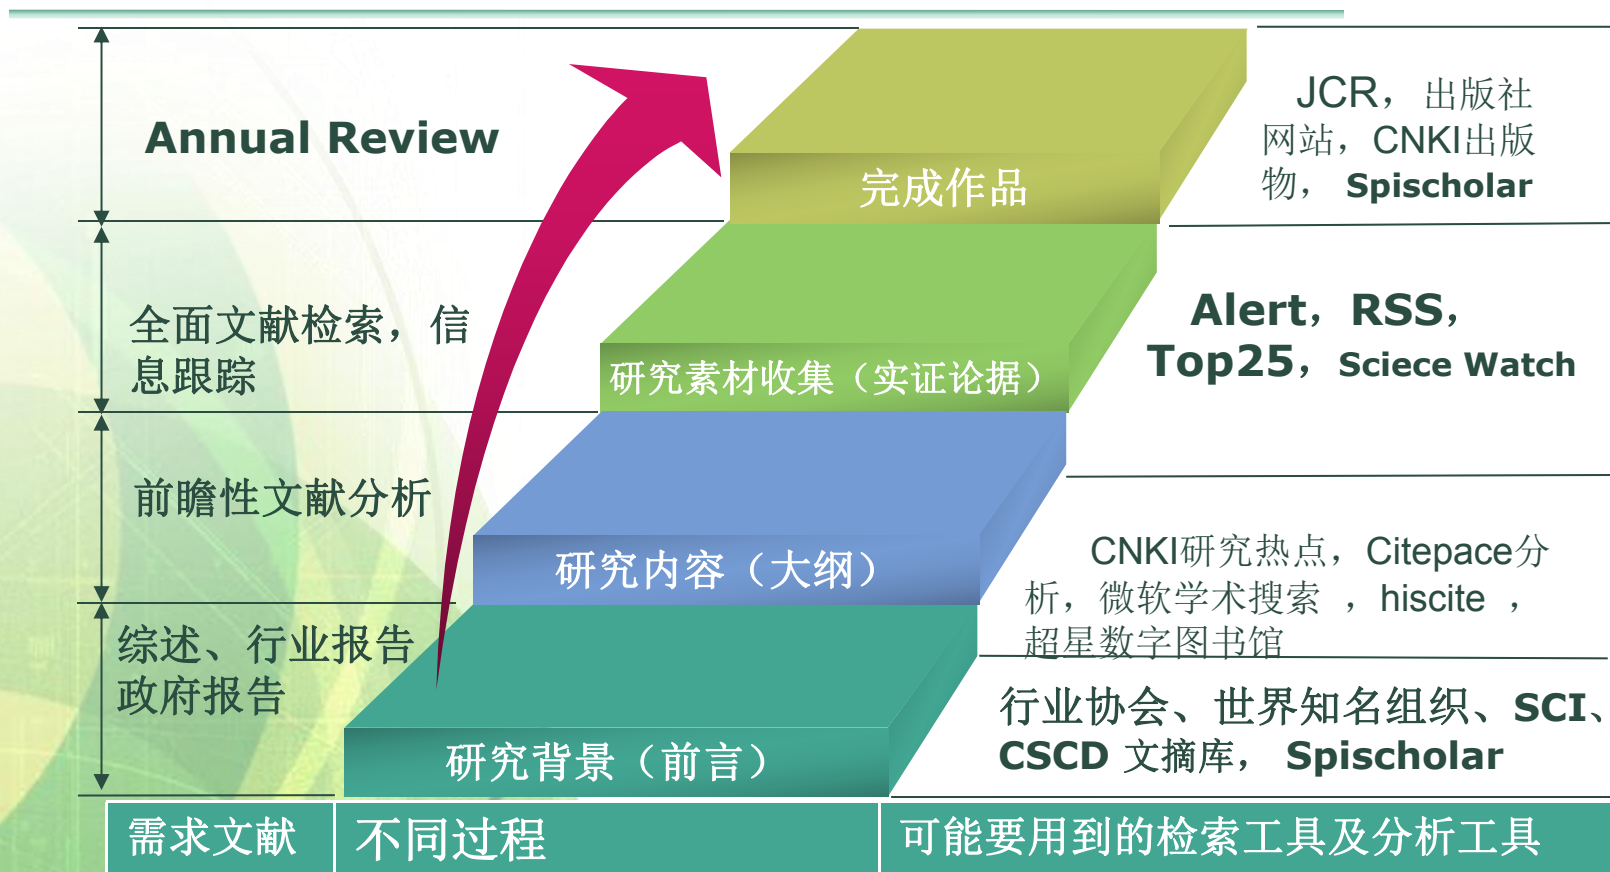 Annual Review
完成作品
JCR，出版社
网站，CNKI出版
物， Spischolar
全面文献检索，信
息跟踪
研究素材收集（实证论据）
Alert，RSS，
Top25，Sciece Watch
前瞻性文献分析
研究内容（大纲）
CNKI研究热点，Citepace分
析，微软学术搜索 ，hiscite ，
超星数字图书馆
综述、行业报告
政府报告
研究背景（前言）
行业协会、世界知名组织、SCI、
CSCD 文摘库， Spischolar
需求文献
不同过程
可能要用到的检索工具及分析工具